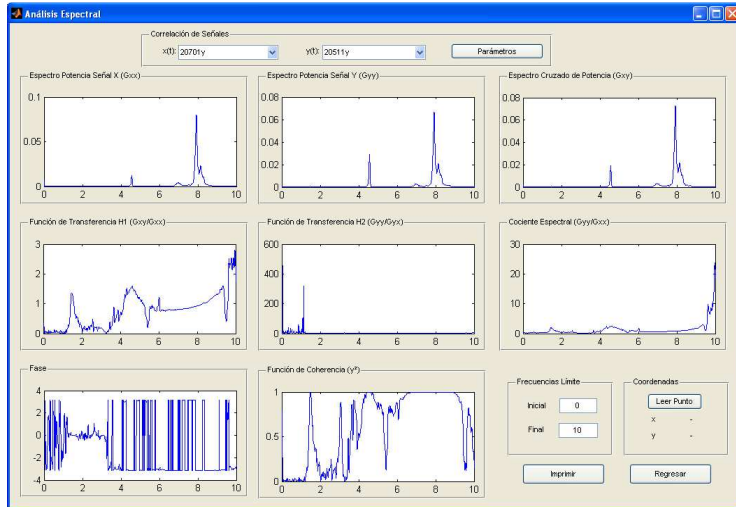 Análisis Espectral
Correlación de Señales
x(t): 20701y y(t): 20511y Parámetros
Espectro Potencia Señal X (Gxx)
0.1
0.05
0
0 2 4 6 8 10
Espectro Potencia Señal Y (Gyy)
0.08
0.06
0.04
0.02
0
0 2 4 6 8 10
Espectro Cruzado de Potencia (Gxy)
0.08
0.06
0.04
0.02
0
0 2 4 6 8 10
Función de Transferencia H1 (Gxy/Gxx)
3
2
1
0
0 2 4 6 8 10
Función de Transferencia H2 (Gyy/Gyx)
600
400
200
0
0 2 4 6 8 10
Cociente Espectral (Gyy/Gxx)
30
20
10
0
0 2 4 6 8 10
Fase
4
2
0
-2
-4
0 2 4 6 8 10
Función de Coherencia (γ²)
1
0.5
0
0 2 4 6 8 10
Frecuencias Límite
Inicial 0
Final 10
Coordenadas
Leer Punto
x -
y -
Imprimir
Regresar